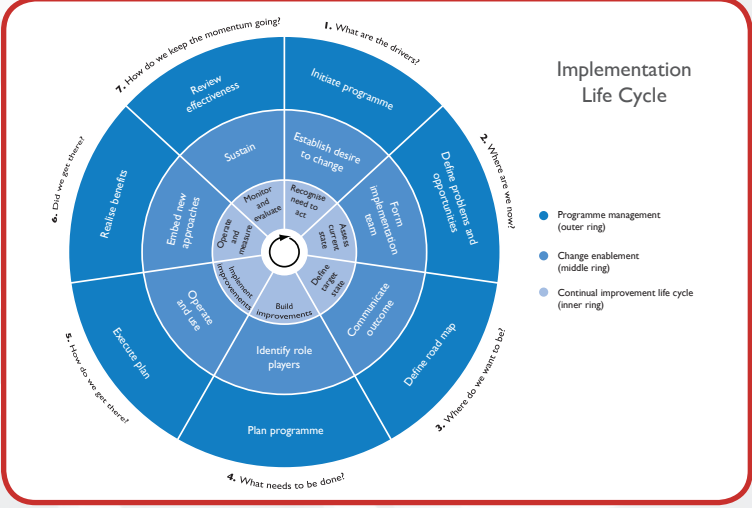 Implementation
Life Cycle
1. What are the drivers?
2. Where are we now?
3. Where do we want to be?
4. What needs to be done?
5. How do we get there?
6. Did we get there?
7. How do we keep the momentum going?
Initiate programme
Define problems and
opportunities
Define road map
Plan programme
Execute plan
Realise benefits
Review
effectiveness
Establish desire
to change
Form
implementation
team
Communicate
outcome
Identify role
players
Operate
and use
Embed new
approaches
Sustain
Recognise
need to
act
Assess
current
state
Define
target
state
Build
improvements
Implement
improvements
Operate
and
measure
Monitor
and
evaluate
Programme management
(outer ring)
Change enablement
(middle ring)
Continual improvement life cycle
(inner ring)